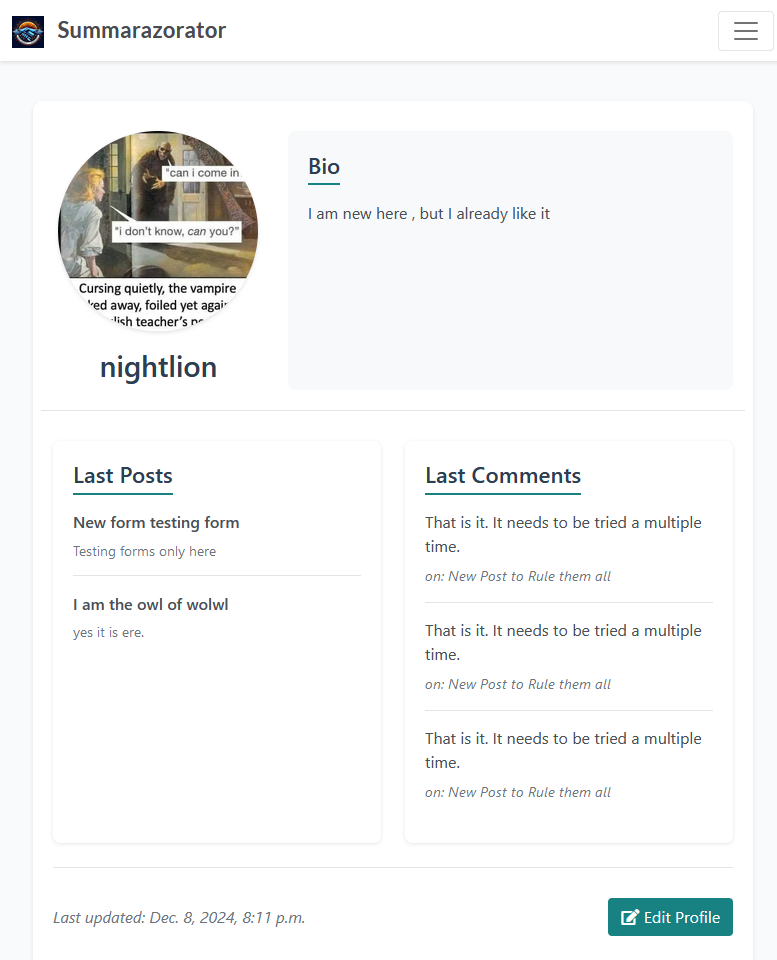 Summarazorator
"can i come in
"i don't know, can you?"
Cursing quietly, the vampire
ked away, foiled yet agai
lish teacher's
nightlion
Bio
I am new here , but I already like it
Last Posts
New form testing form
Testing forms only here
I am the owl of wolwl
yes it is ere.
Last Comments
That is it. It needs to be tried a multiple
time.
on: New Post to Rule them all
That is it. It needs to be tried a multiple
time.
on: New Post to Rule them all
That is it. It needs to be tried a multiple
time.
on: New Post to Rule them all
Last updated: Dec. 8, 2024, 8:11 p.m.
Edit Profile